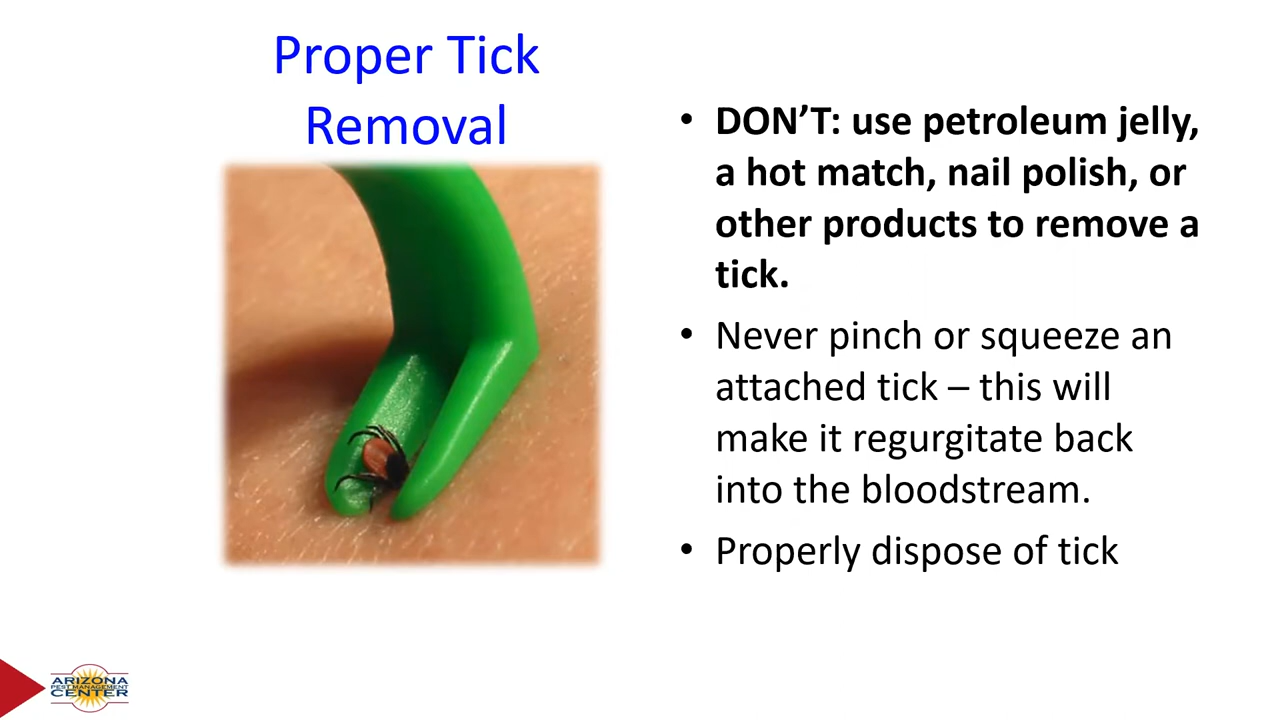 Proper Tick
Removal
• DON’T: use petroleum jelly,
a hot match, nail polish, or
other products to remove a
tick.
• Never pinch or squeeze an
attached tick – this will
make it regurgitate back
into the bloodstream.
• Properly dispose of tick
ARIZONA
PEST MANAGEMENT
CENTER